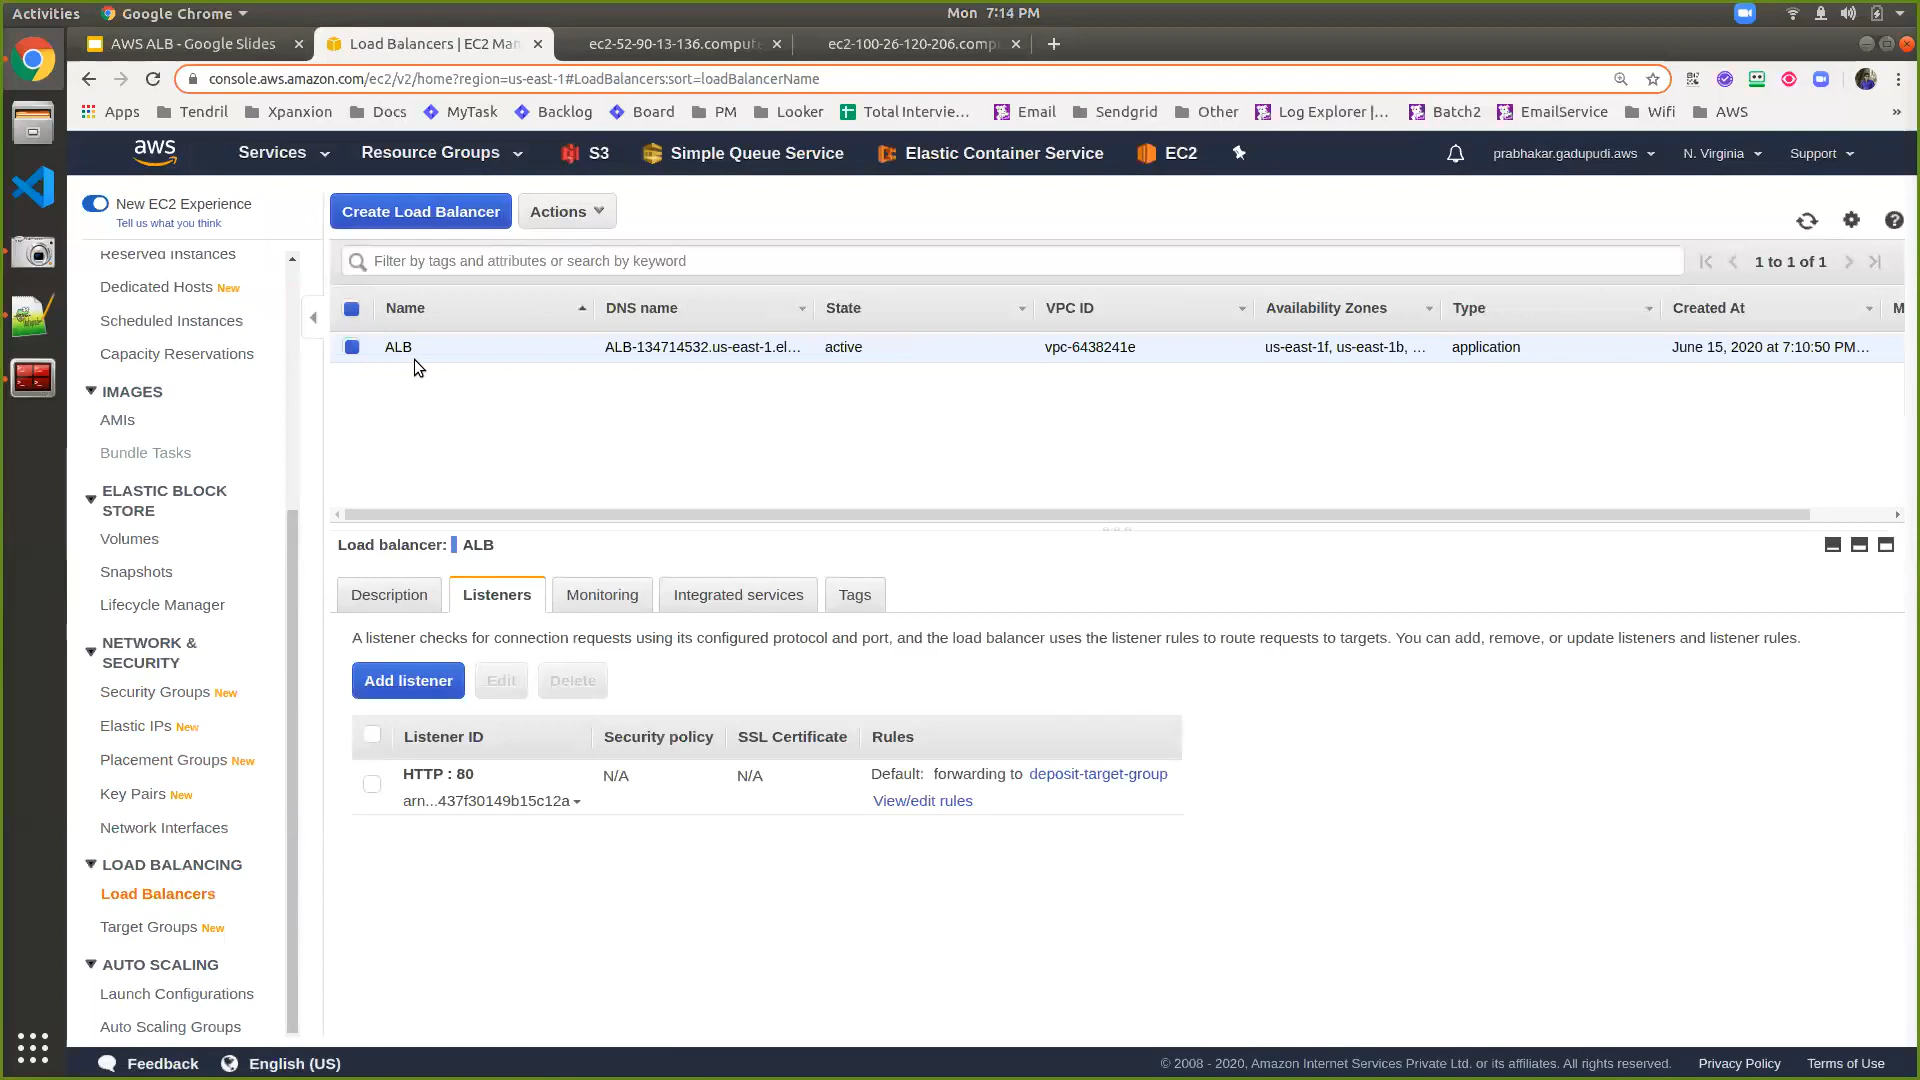 Activities
Google Chrome
Mon 7:14 PM
AWS ALB - Google Slides
Load Balancers | EC2 Man
ec2-52-90-13-136.compute
ec2-100-26-120-206.comp
console.aws.amazon.com/ec2/v2/home?region=us-east-1#LoadBalancers:sort=loadBalancerName
Apps
Tendril
Xpanxion
Docs
MyTask
Backlog
Board
PM
Looker
Total Intervie...
Email
Sendgrid
Other
Log Explorer |...
Batch2
EmailService
Wifi
AWS
»
aws
Services
Resource Groups
S3
Simple Queue Service
Elastic Container Service
EC2
prabhakar.gadupudi.aws
N. Virginia
Support
New EC2 Experience
Tell us what you think
Reserved Instances
Dedicated Hosts New
Scheduled Instances
Capacity Reservations
IMAGES
AMIs
Bundle Tasks
ELASTIC BLOCK
STORE
Volumes
Snapshots
Lifecycle Manager
NETWORK &
SECURITY
Security Groups New
Elastic IPs New
Placement Groups New
Key Pairs New
Network Interfaces
LOAD BALANCING
Load Balancers
Target Groups New
AUTO SCALING
Launch Configurations
Auto Scaling Groups
Create Load Balancer
Actions
Filter by tags and attributes or search by keyword
1 to 1 of 1
Name
DNS name
State
VPC ID
Availability Zones
Type
Created At
M
ALB
ALB-134714532.us-east-1.el...
active
vpc-6438241e
us-east-1f, us-east-1b, ...
application
June 15, 2020 at 7:10:50 PM...
Load balancer: ALB
Description
Listeners
Monitoring
Integrated services
Tags
A listener checks for connection requests using its configured protocol and port, and the load balancer uses the listener rules to route requests to targets. You can add, remove, or update listeners and listener rules.
Add listener
Edit
Delete
Listener ID
Security policy
SSL Certificate
Rules
HTTP : 80
arn...437f30149b15c12a
N/A
N/A
Default: forwarding to deposit-target-group
View/edit rules
Feedback
English (US)
© 2008 - 2020, Amazon Internet Services Private Ltd. or its affiliates. All rights reserved.
Privacy Policy
Terms of Use